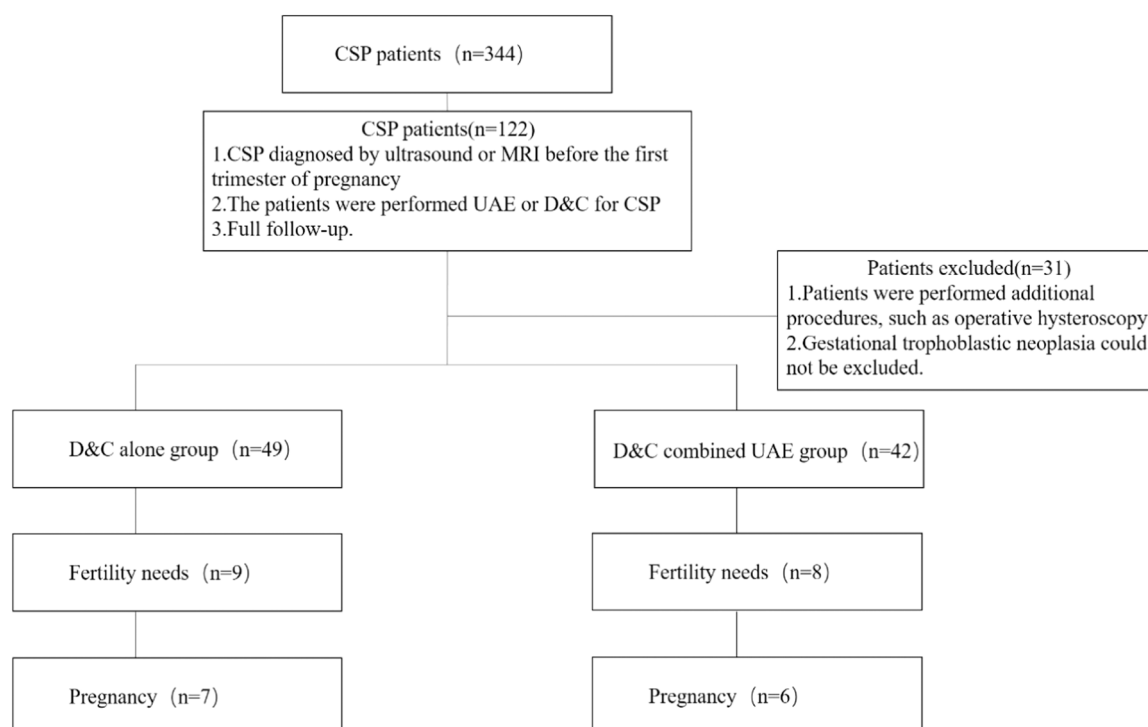 CSP patients (n=344)
CSP patients(n=122)
1.CSP diagnosed by ultrasound or MRI before the first
trimester of pregnancy
2.The patients were performed UAE or D&C for CSP
3.Full follow-up.
Patients excluded(n=31)
1.Patients were performed additional
procedures, such as operative hysteroscopy
2.Gestational trophoblastic neoplasia could
not be excluded.
D&C alone group (n=49)
D&C combined UAE group (n=42)
Fertility needs (n=9)
Fertility needs (n=8)
Pregnancy (n=7)
Pregnancy (n=6)